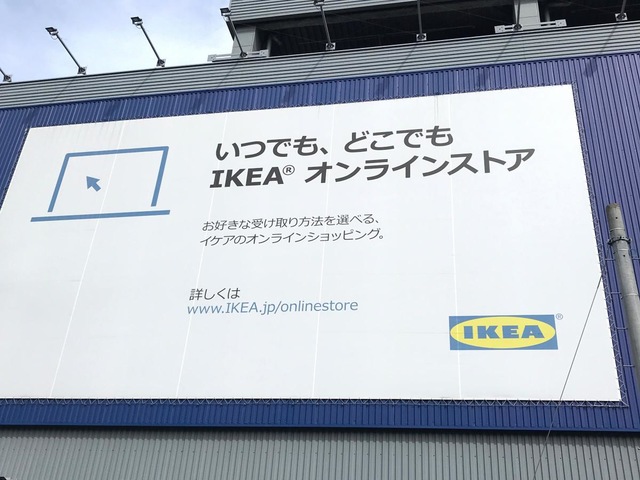 いつでも、どこでも
IKEA® オンラインストア
お好きな受け取り方法を選べる、
イケアのオンラインショッピング。
詳しくは
www.IKEA.jp/onlinestore
IKEA®